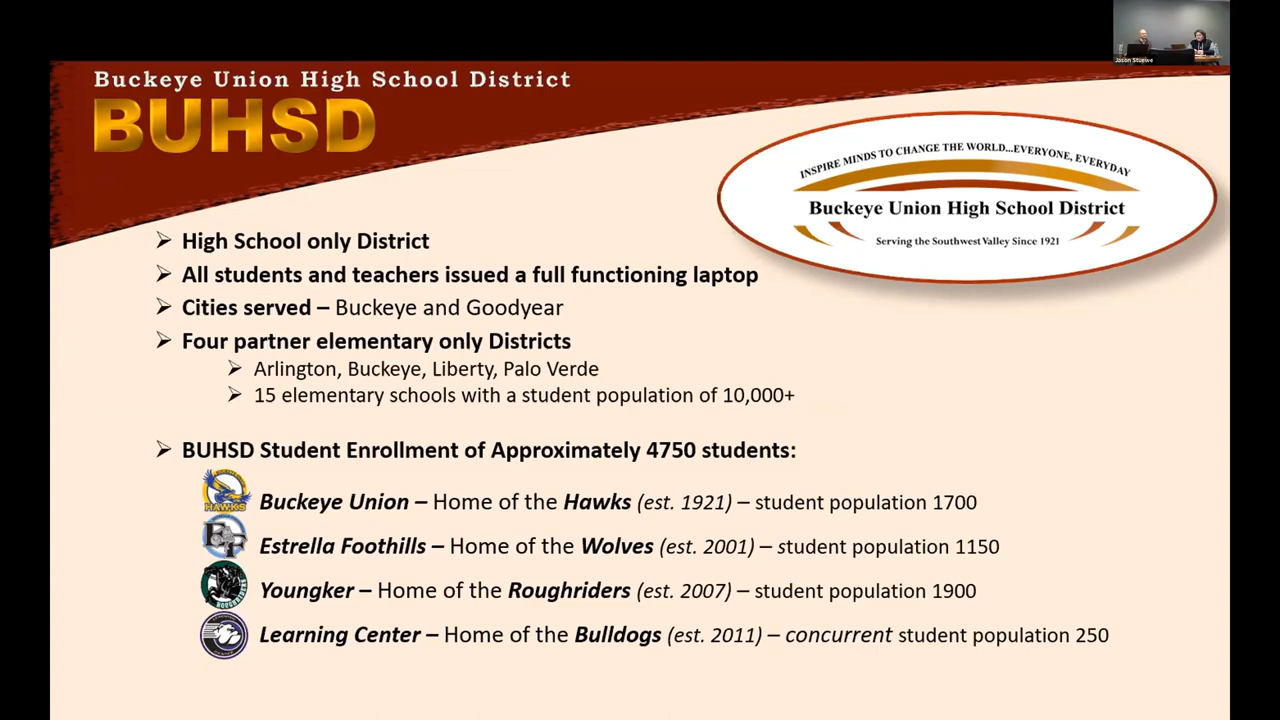 Jason Stuewe
Buckeye Union High School District
BUHSD
INSPIRE MINDS TO CHANGE THE WORLD...EVERYONE, EVERYDAY
Buckeye Union High School District
Serving the Southwest Valley Since 1921
➢ High School only District
➢ All students and teachers issued a full functioning laptop
➢ Cities served – Buckeye and Goodyear
➢ Four partner elementary only Districts
➢ Arlington, Buckeye, Liberty, Palo Verde
➢ 15 elementary schools with a student population of 10,000+
➢ BUHSD Student Enrollment of Approximately 4750 students:
HAWKS
Buckeye Union – Home of the Hawks (est. 1921) – student population 1700
EF
Estrella Foothills – Home of the Wolves (est. 2001) – student population 1150
ROUGHRIDERS
Youngker – Home of the Roughriders (est. 2007) – student population 1900
Learning Center – Home of the Bulldogs (est. 2011) – concurrent student population 250